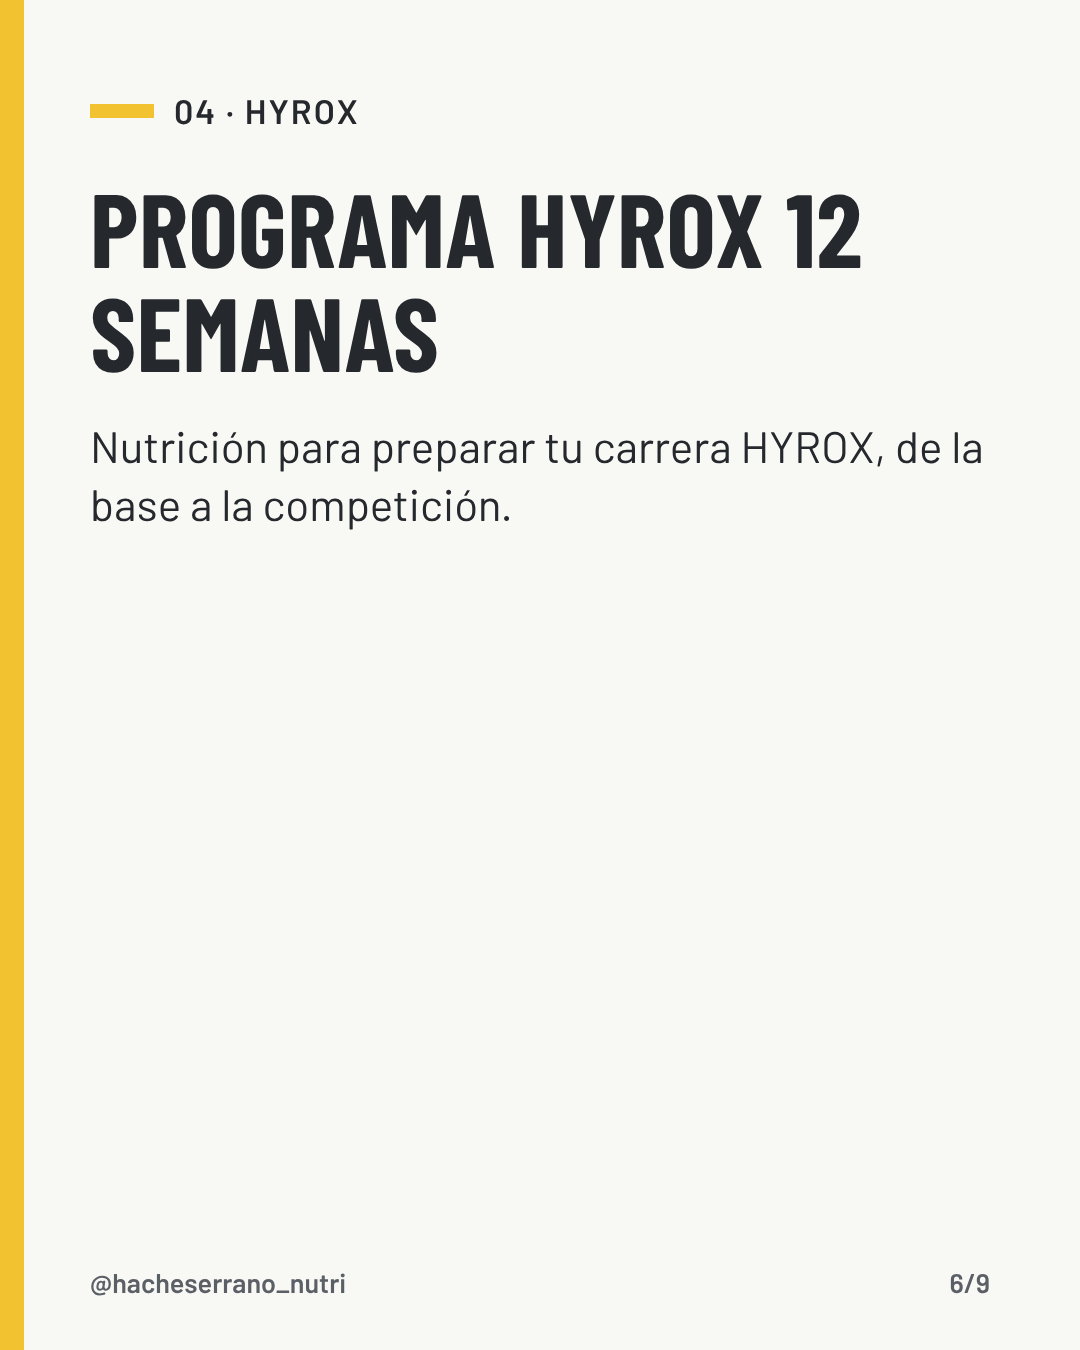 04 · HYROX
PROGRAMA HYROX 12
SEMANAS
Nutrición para preparar tu carrera HYROX, de la
base a la competición.
@hacheserrano_nutri
6/9